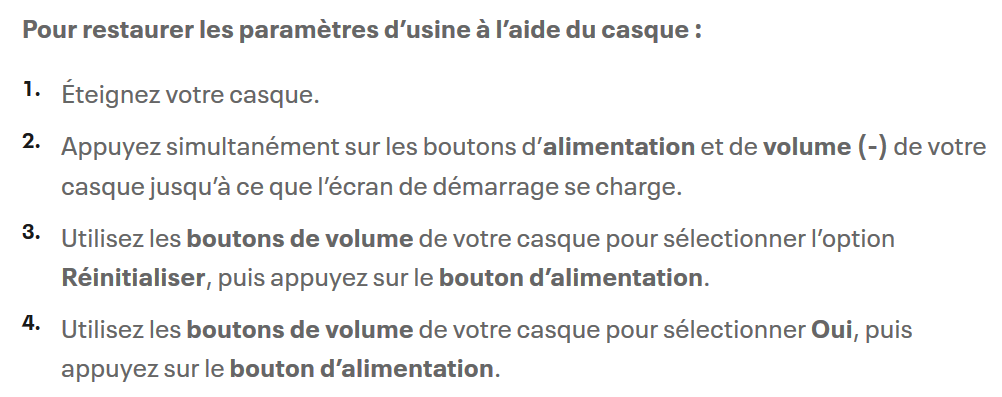 Pour restaurer les paramètres d’usine à l’aide du casque :
1. Éteignez votre casque.
2. Appuyez simultanément sur les boutons d’alimentation et de volume (-) de votre
casque jusqu’à ce que l’écran de démarrage se charge.
3. Utilisez les boutons de volume de votre casque pour sélectionner l’option
Réinitialiser, puis appuyez sur le bouton d’alimentation.
4. Utilisez les boutons de volume de votre casque pour sélectionner Oui, puis
appuyez sur le bouton d’alimentation.